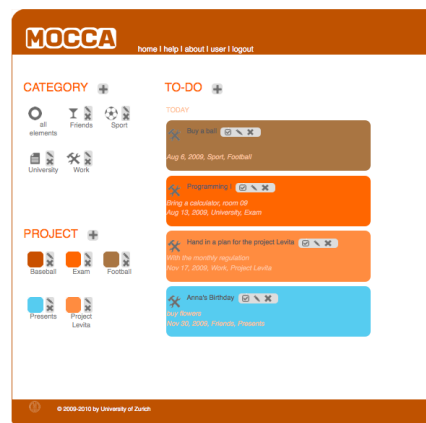 MOCCA
home I help I about I user I logout
CATEGORY
all
elements
Friends
Sport
University
Work
PROJECT
Baseball
Exam
Football
Presents
Project
Levita
TO-DO
TODAY
Buy a ball
Aug 6, 2009, Sport, Football
Programming I
Bring a calculator, room 09
Aug 13, 2009, University, Exam
Hand in a plan for the project Levita
With the monthly regulation
Nov 17, 2009, Work, Project Levita
Anna's Birthday
buy flowers
Nov 20, 2009, Friends, Presents
© 2009-2010 by University of Zurich